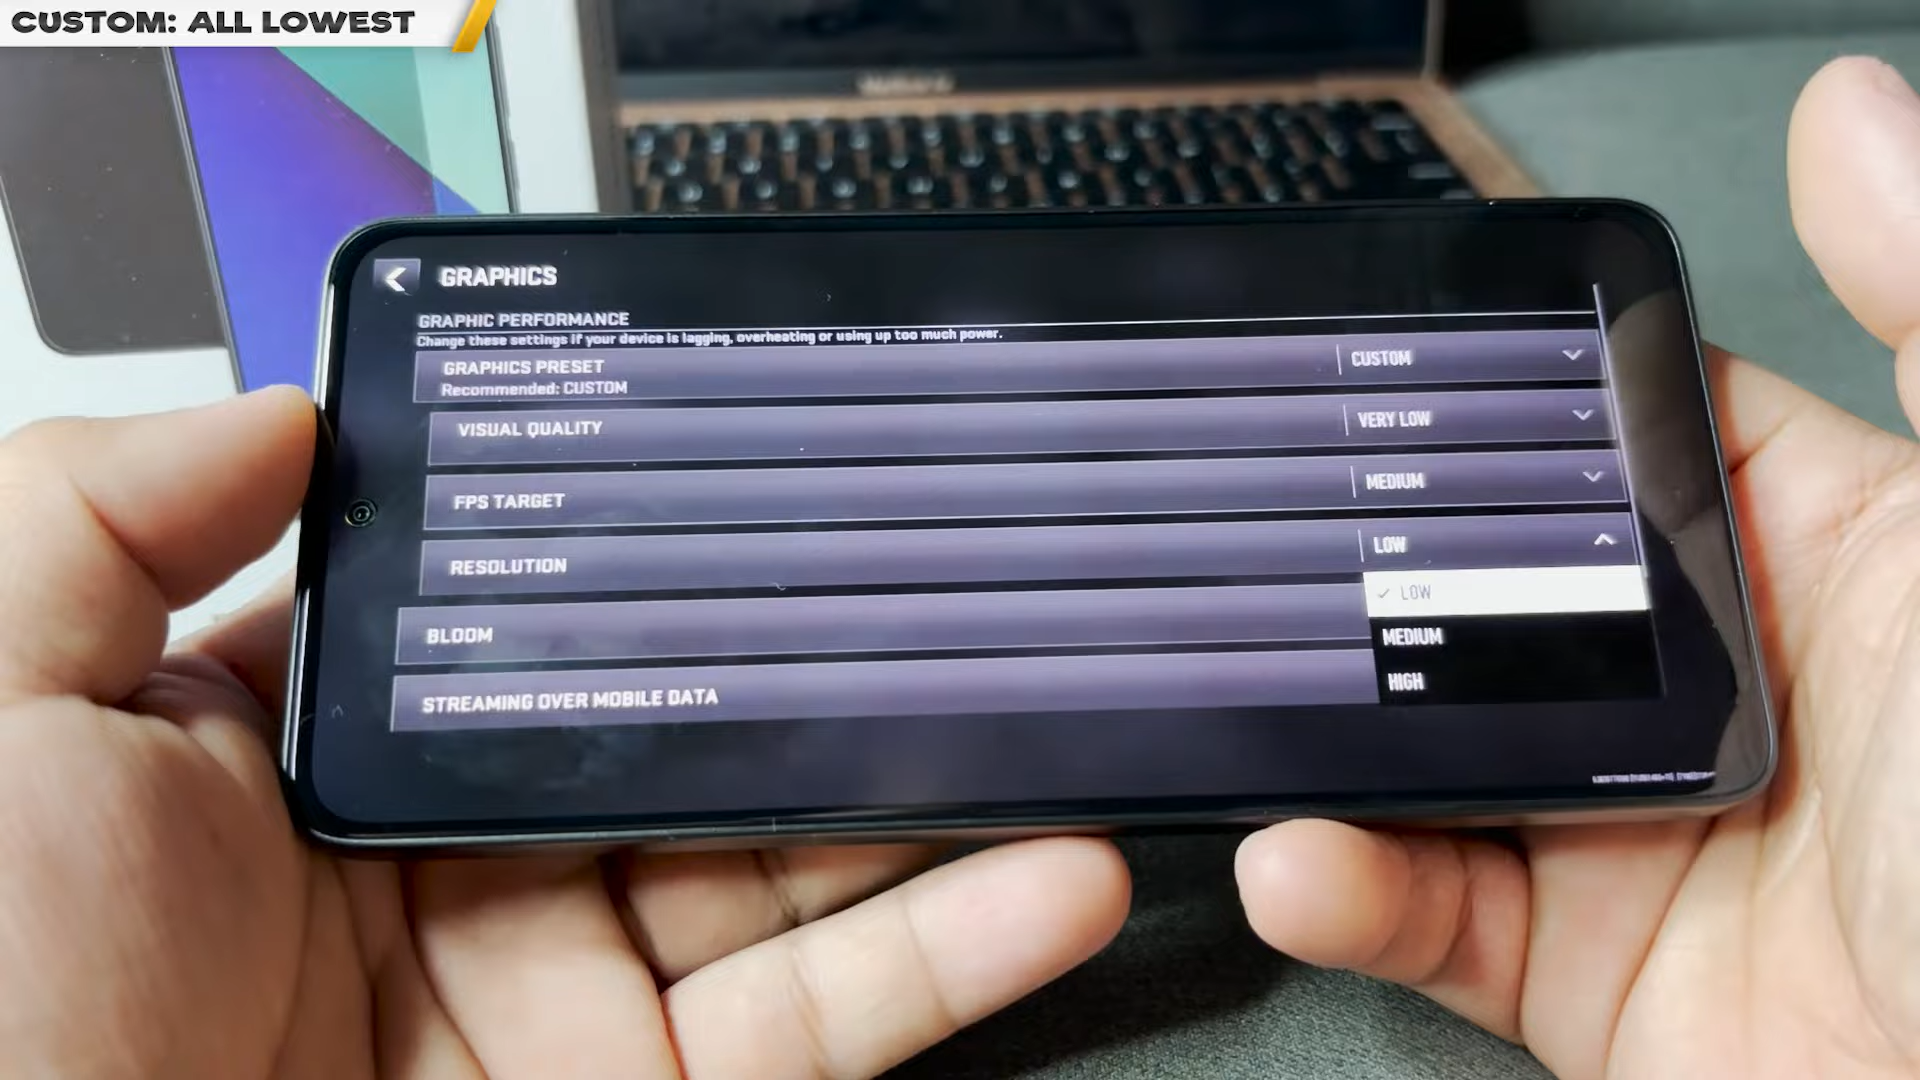 CUSTOM: ALL LOWEST
GRAPHICS
GRAPHIC PERFORMANCE
Change these settings if your device is lagging, overheating or using up too much power.
GRAPHICS PRESET
CUSTOM
Recommended: CUSTOM
VISUAL QUALITY
VERY LOW
FPS TARGET
MEDIUM
RESOLUTION
LOW
LOW
BLOOM
MEDIUM
HIGH
STREAMING OVER MOBILE DATA